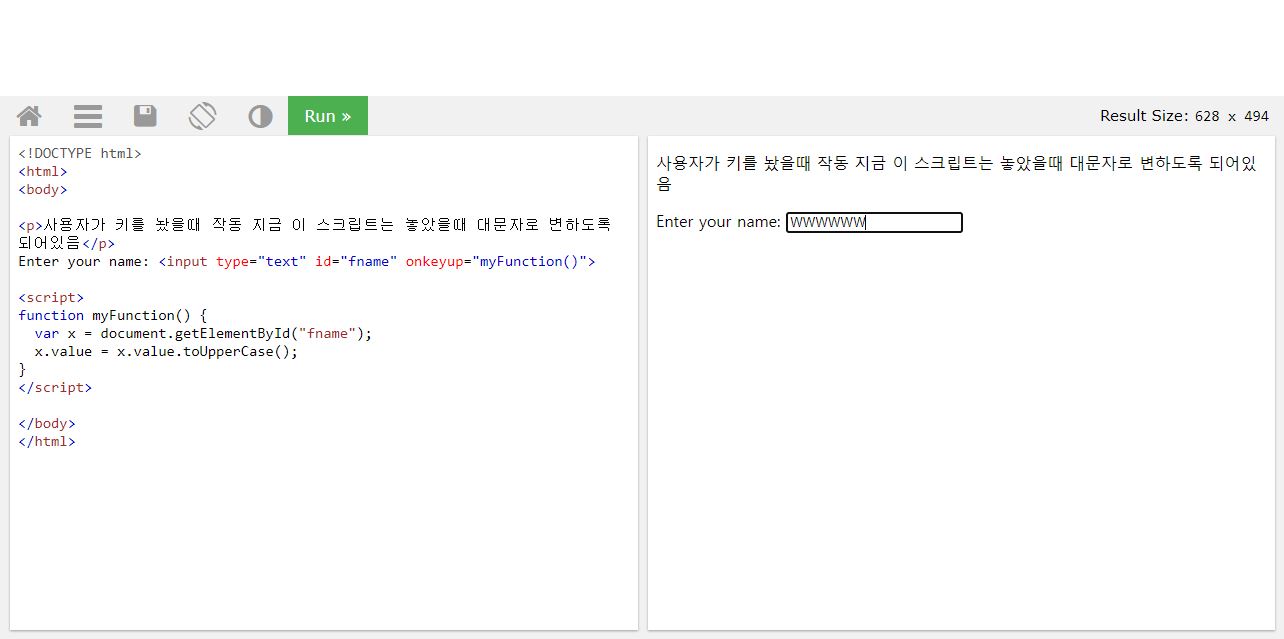 Run »
Result Size: 628 x 494
<!DOCTYPE html>
<html>
<body>
<p>사용자가 키를 놨을때 작동 지금 이 스크립트는 놓았을때 대문자로 변하도록
되어있음</p>
Enter your name: <input type="text" id="fname" onkeyup="myFunction()">
<script>
function myFunction() {
  var x = document.getElementById("fname");
  x.value = x.value.toUpperCase();
}
</script>
</body>
</html>
사용자가 키를 놨을때 작동 지금 이 스크립트는 놓았을때 대문자로 변하도록 되어있
음
Enter your name: WWWWWW